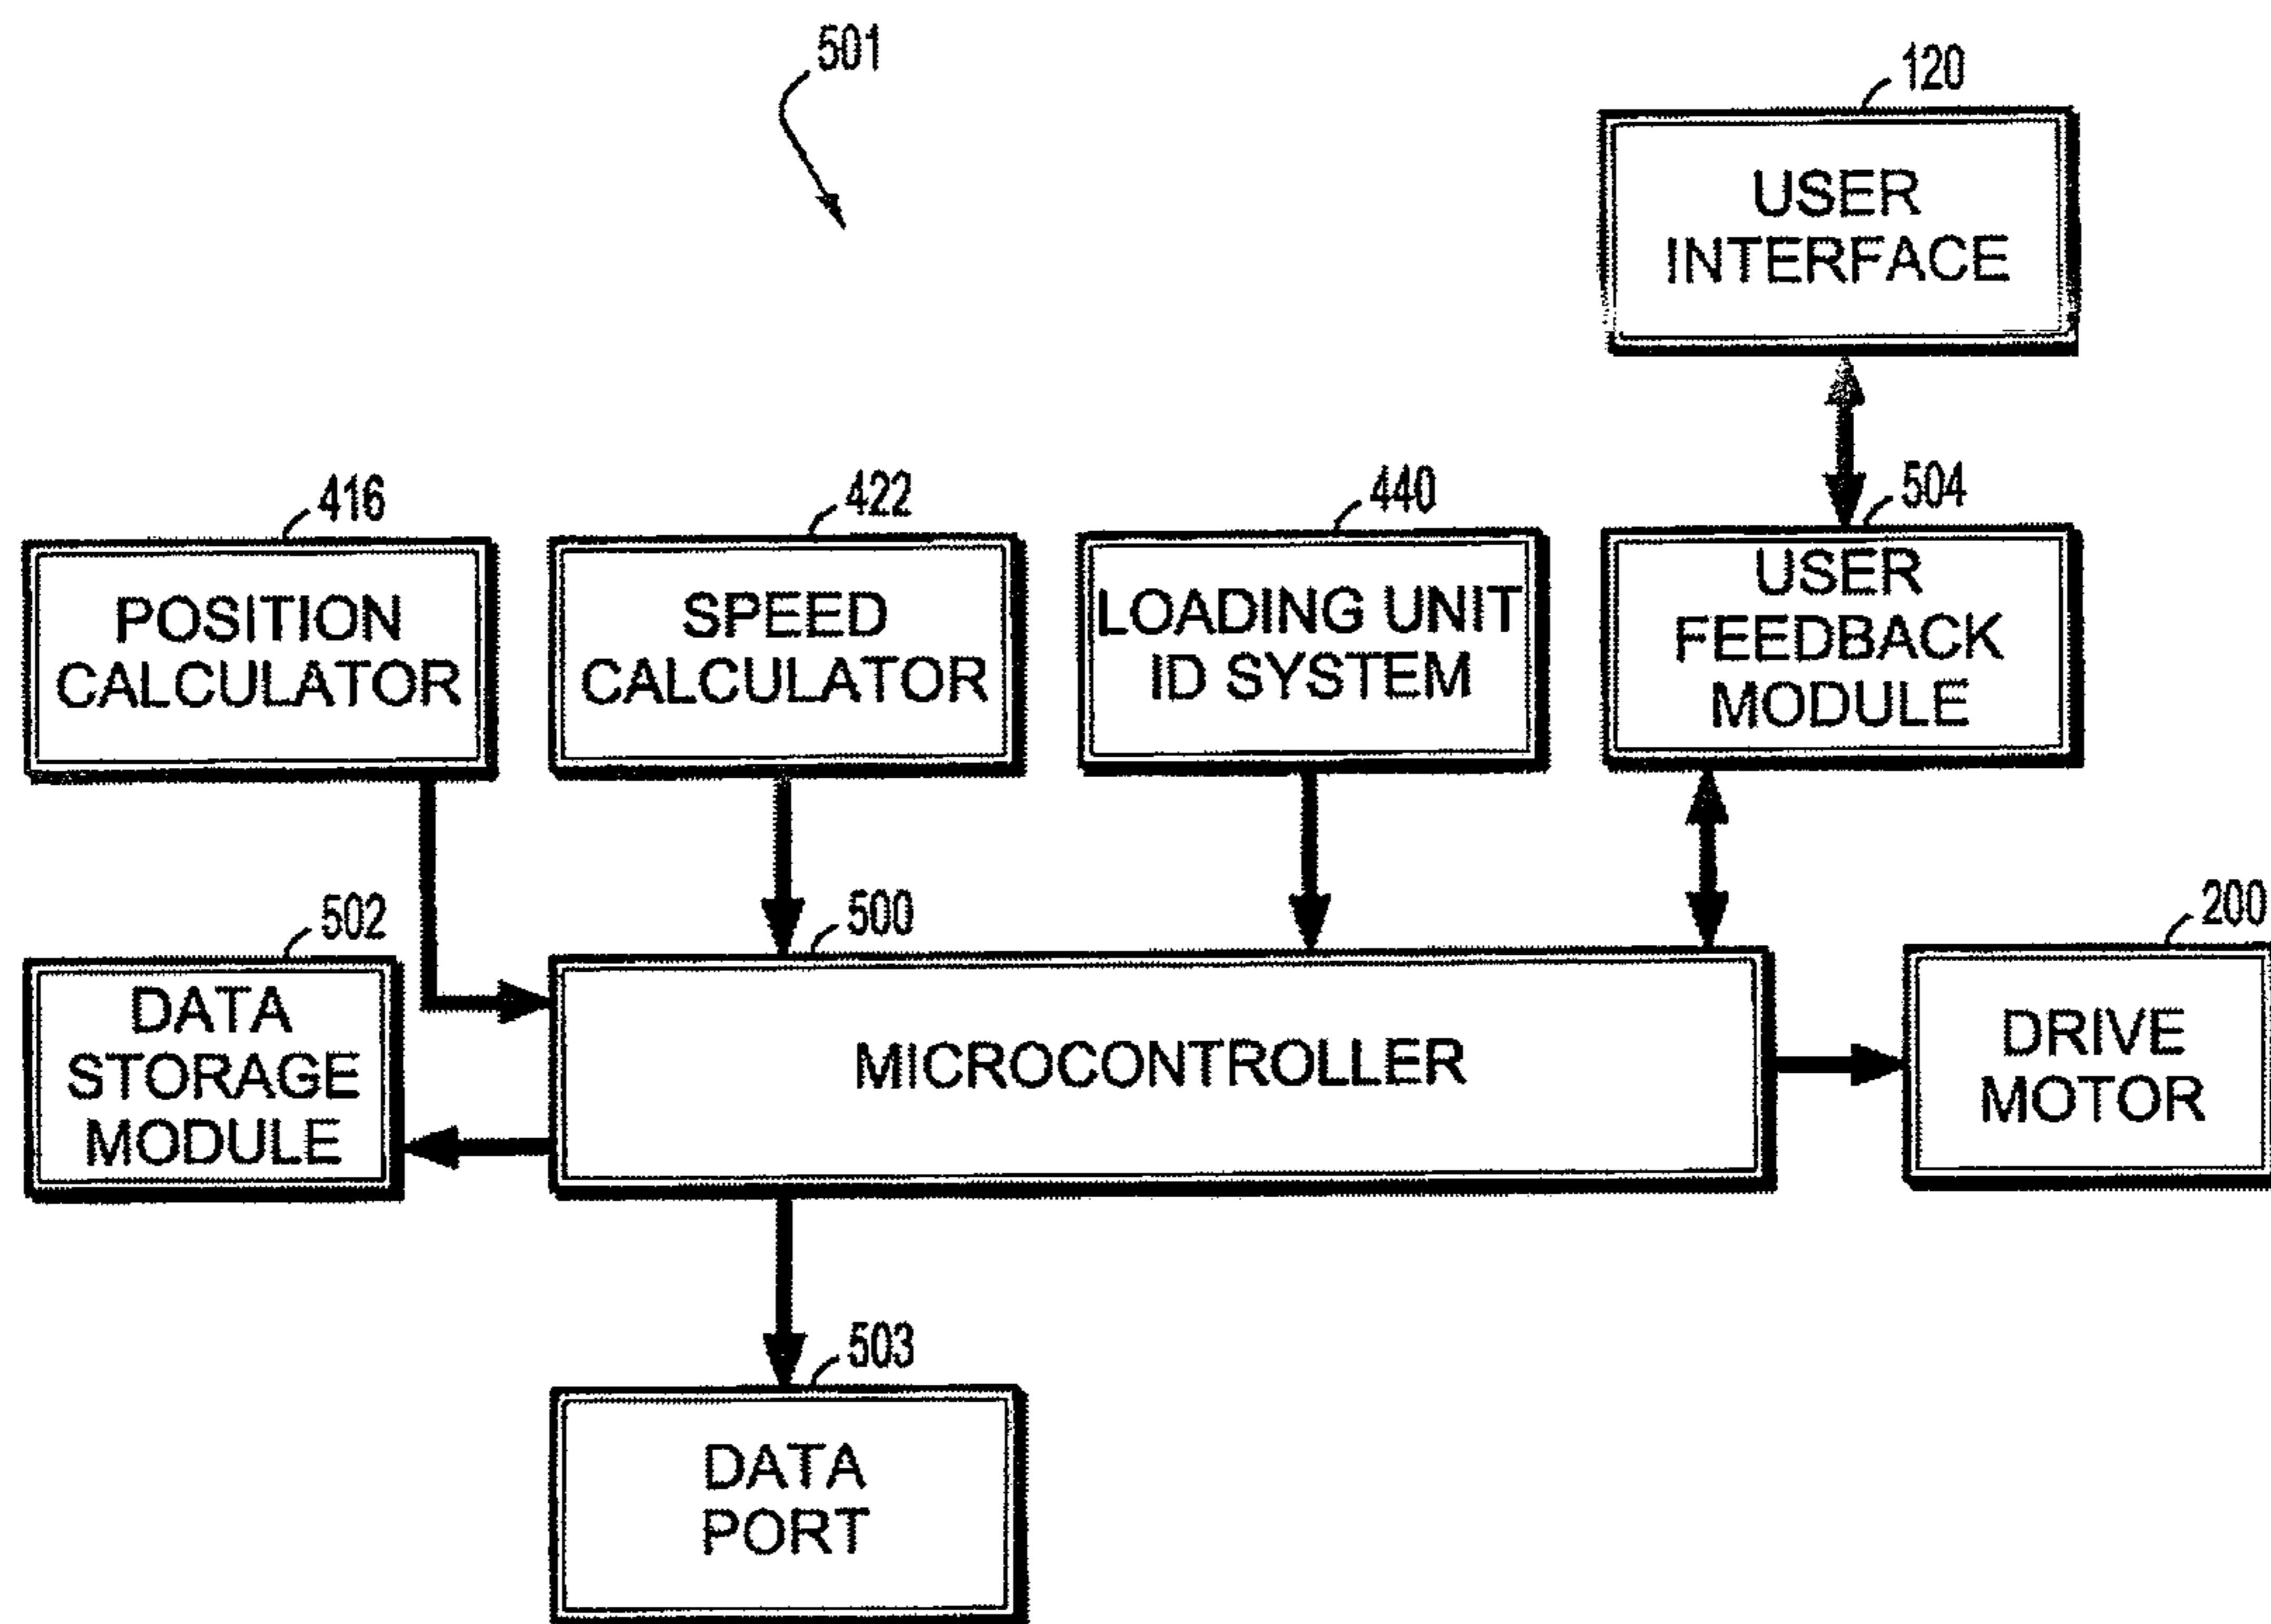 501
120
USER
INTERFACE
416
POSITION
CALCULATOR
422
SPEED
CALCULATOR
440
LOADING UNIT
ID SYSTEM
504
USER
FEEDBACK
MODULE
502
DATA
STORAGE
MODULE
500
MICROCONTROLLER
200
DRIVE
MOTOR
503
DATA
PORT